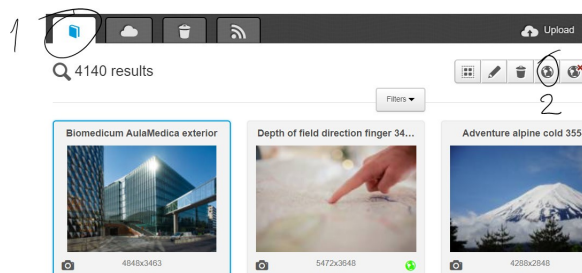 1
Upload
4140 results
2
Filters
Biomedicum AulaMedica exterior
Depth of field direction finger 34...
Adventure alpine cold 355
4848x3463
5472x3648
4288x2848